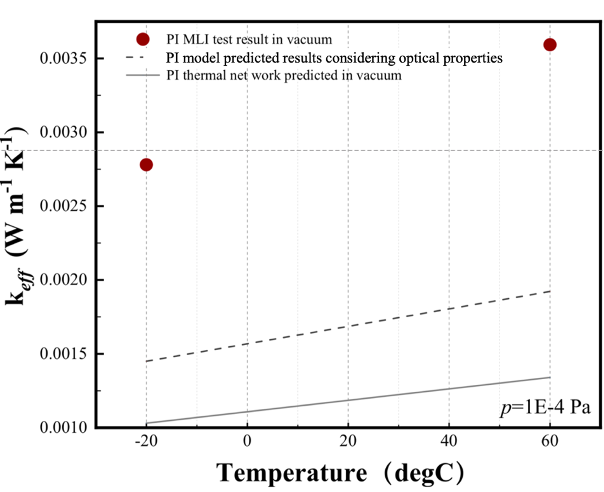 PI MLI test result in vacuum
PI model predicted results considering optical properties
PI thermal net work predicted in vacuum
0.0035
0.0030
0.0025
0.0020
0.0015
0.0010
k_eff (W m⁻¹ K⁻¹)
p=1E-4 Pa
-20 0 20 40 60
Temperature（degC）